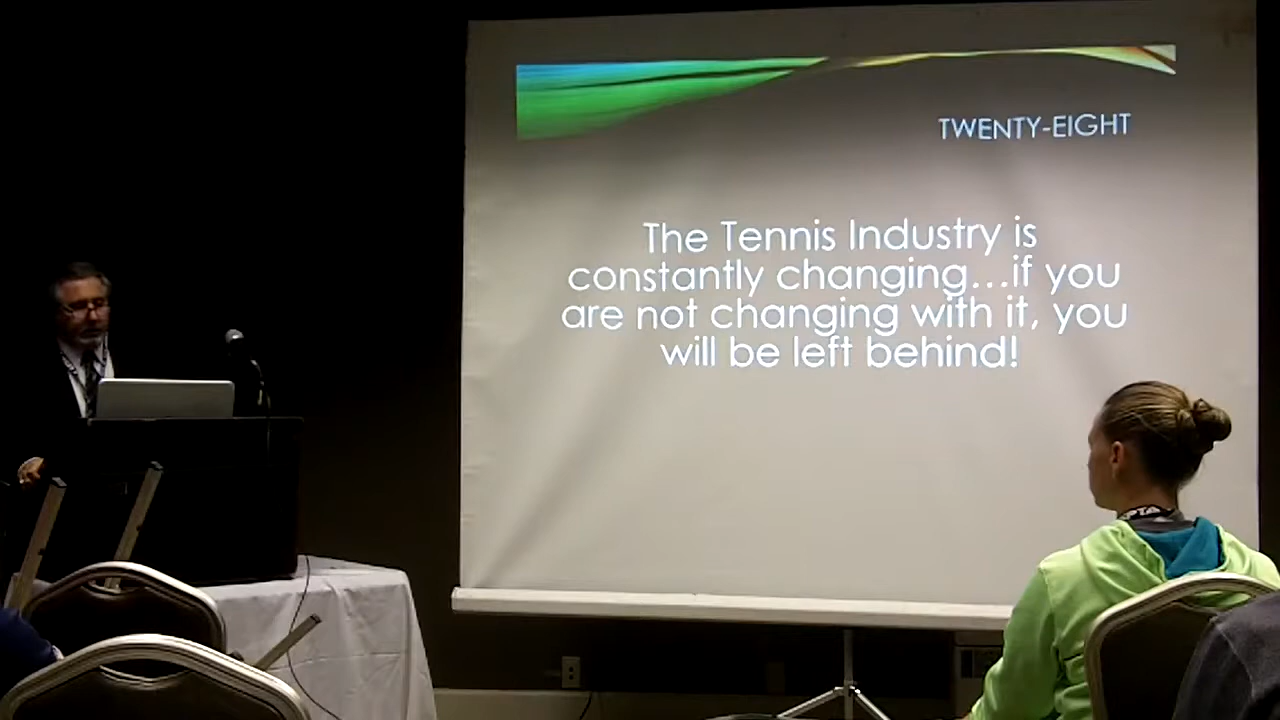 TWENTY-EIGHT
The Tennis Industry is
constantly changing...if you
are not changing with it, you
will be left behind!